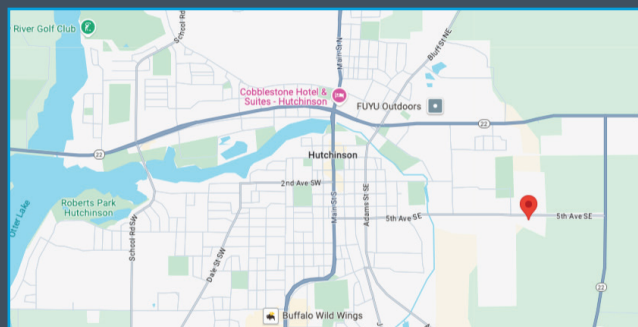 River Golf Club
School Rd
Main St N
Bluff St NE
Cobblestone Hotel &
Suites - Hutchinson
FUYU Outdoors
22
22
Hutchinson
2nd Ave SW
Roberts Park
Hutchinson
Otter Lake
School Rd SW
Dale St SW
Main St S
Adams St SE
5th Ave SE
5th Ave SE
22
Buffalo Wild Wings